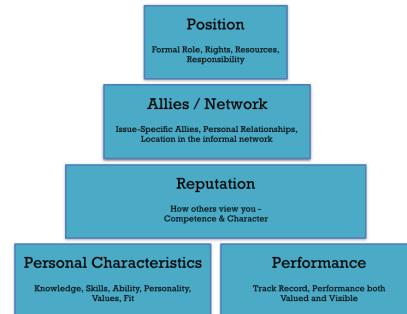 Position
Formal Role, Rights, Resources,
Responsibility
Allies / Network
Issue-Specific Allies, Personal Relationships,
Location in the informal network
Reputation
How others view you -
Competence & Character
Personal Characteristics
Knowledge, Skills, Ability, Personality,
Values, Fit
Performance
Track Record, Performance both
Valued and Visible